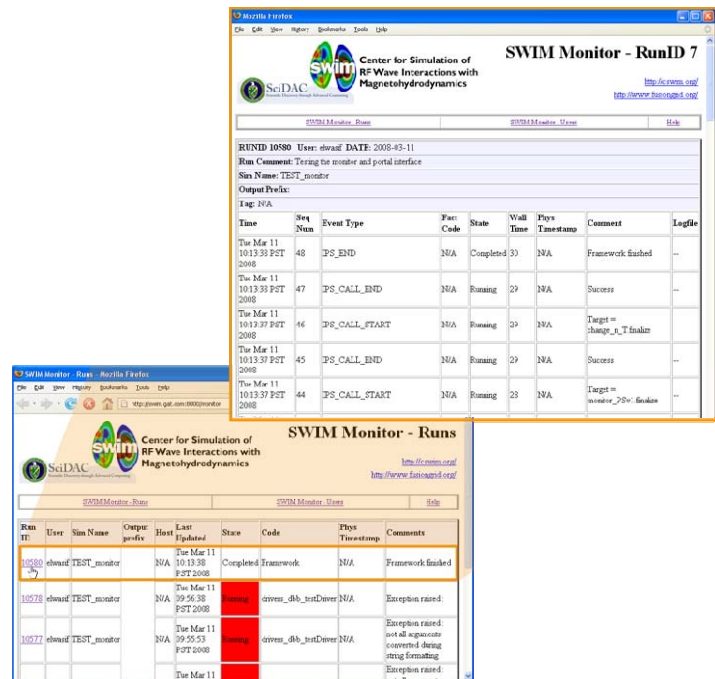 Mozilla Firefox
File Edit View History Bookmarks Tools Help
swim
Center for Simulation of
RF Wave Interactions with
Magnetohydrodynamics
SciDAC
SWIM Monitor - RunID 7
http://cswim.org/
http://www.fusiongrid.org/
SWIM Monitor - Runs SWIM Monitor - Users Help
RUNID 10580 User: elwasif DATE: 2008-03-11
Run Comment: Testing the monitor and portal interface
Sim Name: TEST_monitor
Output Prefix:
Tag: N/A
Time Seq Num Event Type Code State Wall Time Phys Timestamp Comment Logfile
Tue Mar 11 10:13:38 PST 2008 48 IPS_END N/A Completed 30 N/A Framework finished --
Tue Mar 11 10:13:38 PST 2008 47 IPS_CALL_END N/A Running 29 N/A Success --
Tue Mar 11 10:13:37 PST 2008 46 IPS_CALL_START N/A Running 29 N/A Target = change_n_T:finalize --
Tue Mar 11 10:13:37 PST 2008 45 IPS_CALL_END N/A Running 29 N/A Success --
Tue Mar 11 10:13:37 PST 2008 44 IPS_CALL_START N/A Running 23 N/A Target = --
SWIM Monitor - Runs - Mozilla Firefox
File Edit View History Bookmarks Tools Help
http://swim.gat.com:8080/monitor
swim
Center for Simulation of
RF Wave Interactions with
Magnetohydrodynamics
SciDAC
SWIM Monitor - Runs
http://cswim.org/
http://www.fusiongrid.org/
SWIM Monitor - Runs SWIM Monitor - Users Help
Run ID User Sim Name Output prefix Host Last Updated State Code Phys Timestamp Comments
10580 elwasif TEST_monitor N/A Tue Mar 11 10:13:38 PST 2008 Completed Framework N/A Framework finished
10578 elwasif TEST_monitor N/A Tue Mar 11 09:56:38 PST 2008 Running drivers_dbb_testDriver N/A Exception raised:
10577 elwasif TEST_monitor N/A Tue Mar 11 09:55:53 PST 2008 Running drivers_dbb_testDriver N/A Exception raised: not all arguments converted during string formatting
Tue Mar 11 Exception raised: